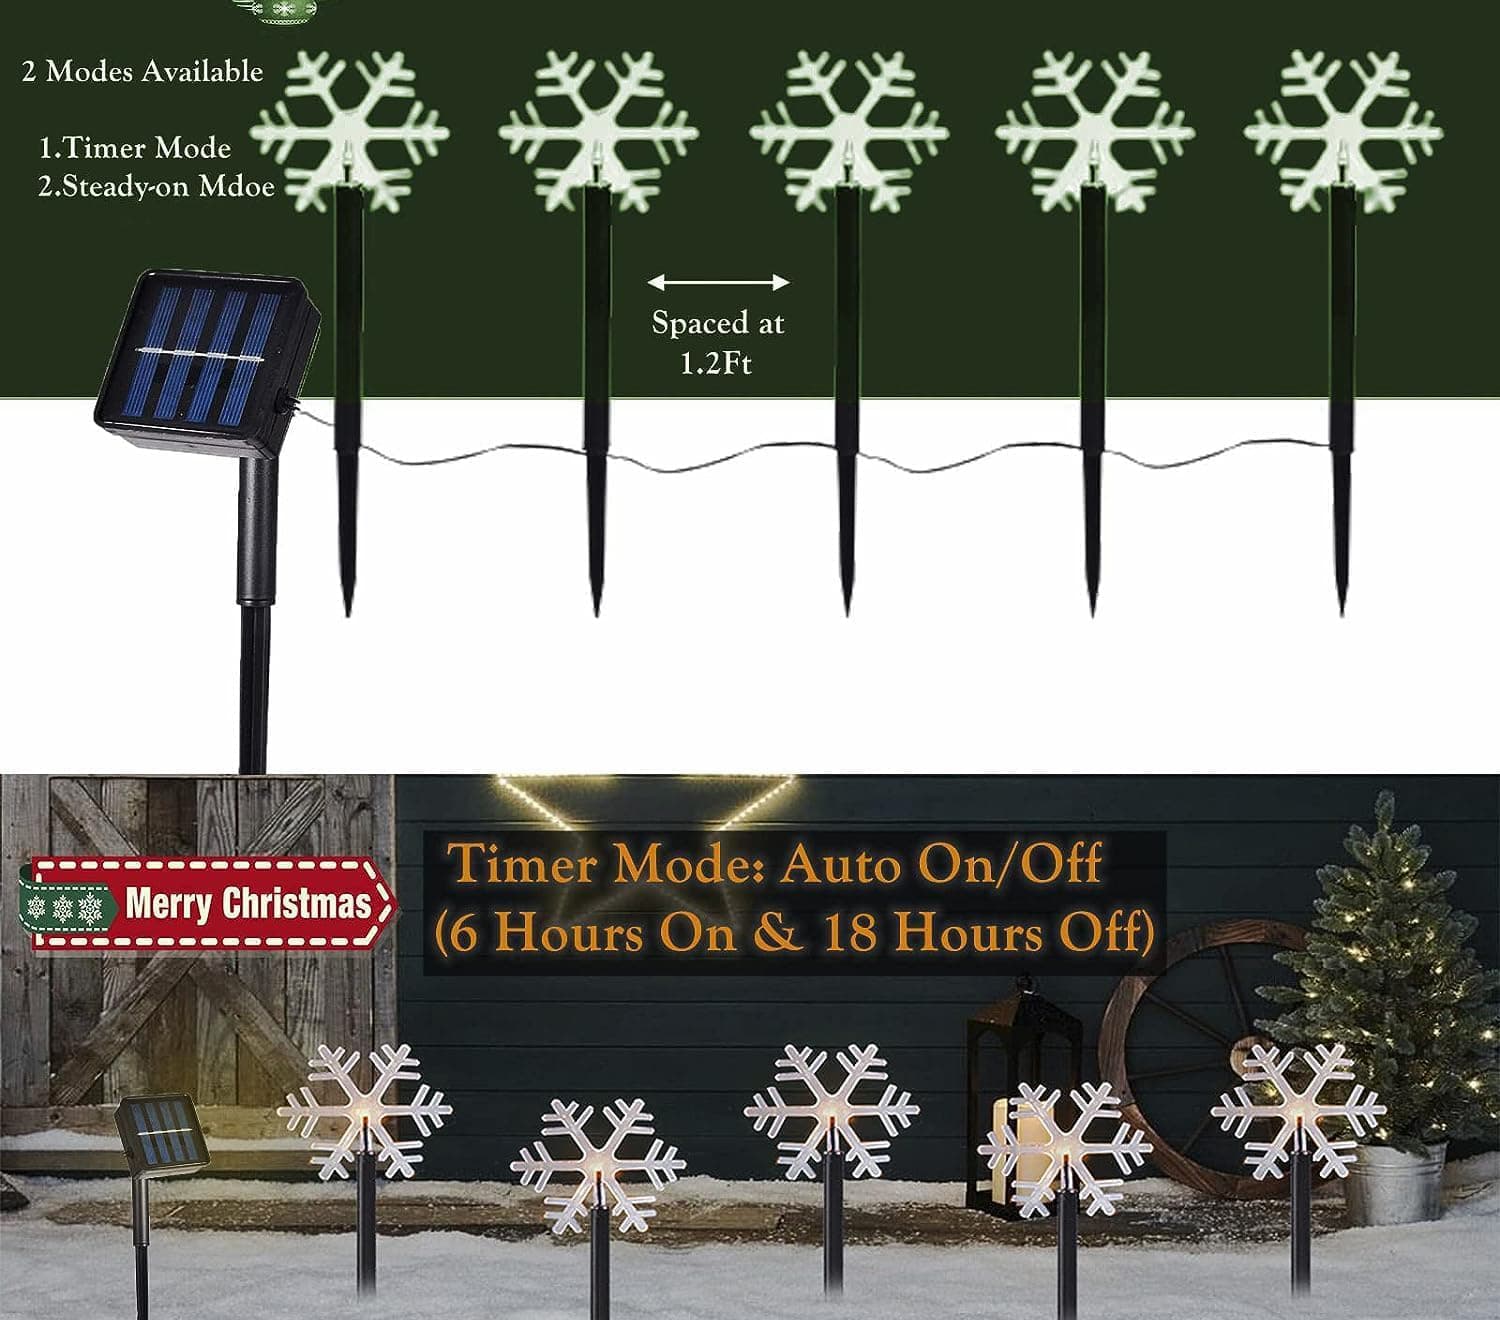 2 Modes Available
1.Timer Mode
2.Steady-on Mdoe
Spaced at
1.2Ft
Merry Christmas
Timer Mode: Auto On/Off
(6 Hours On & 18 Hours Off)